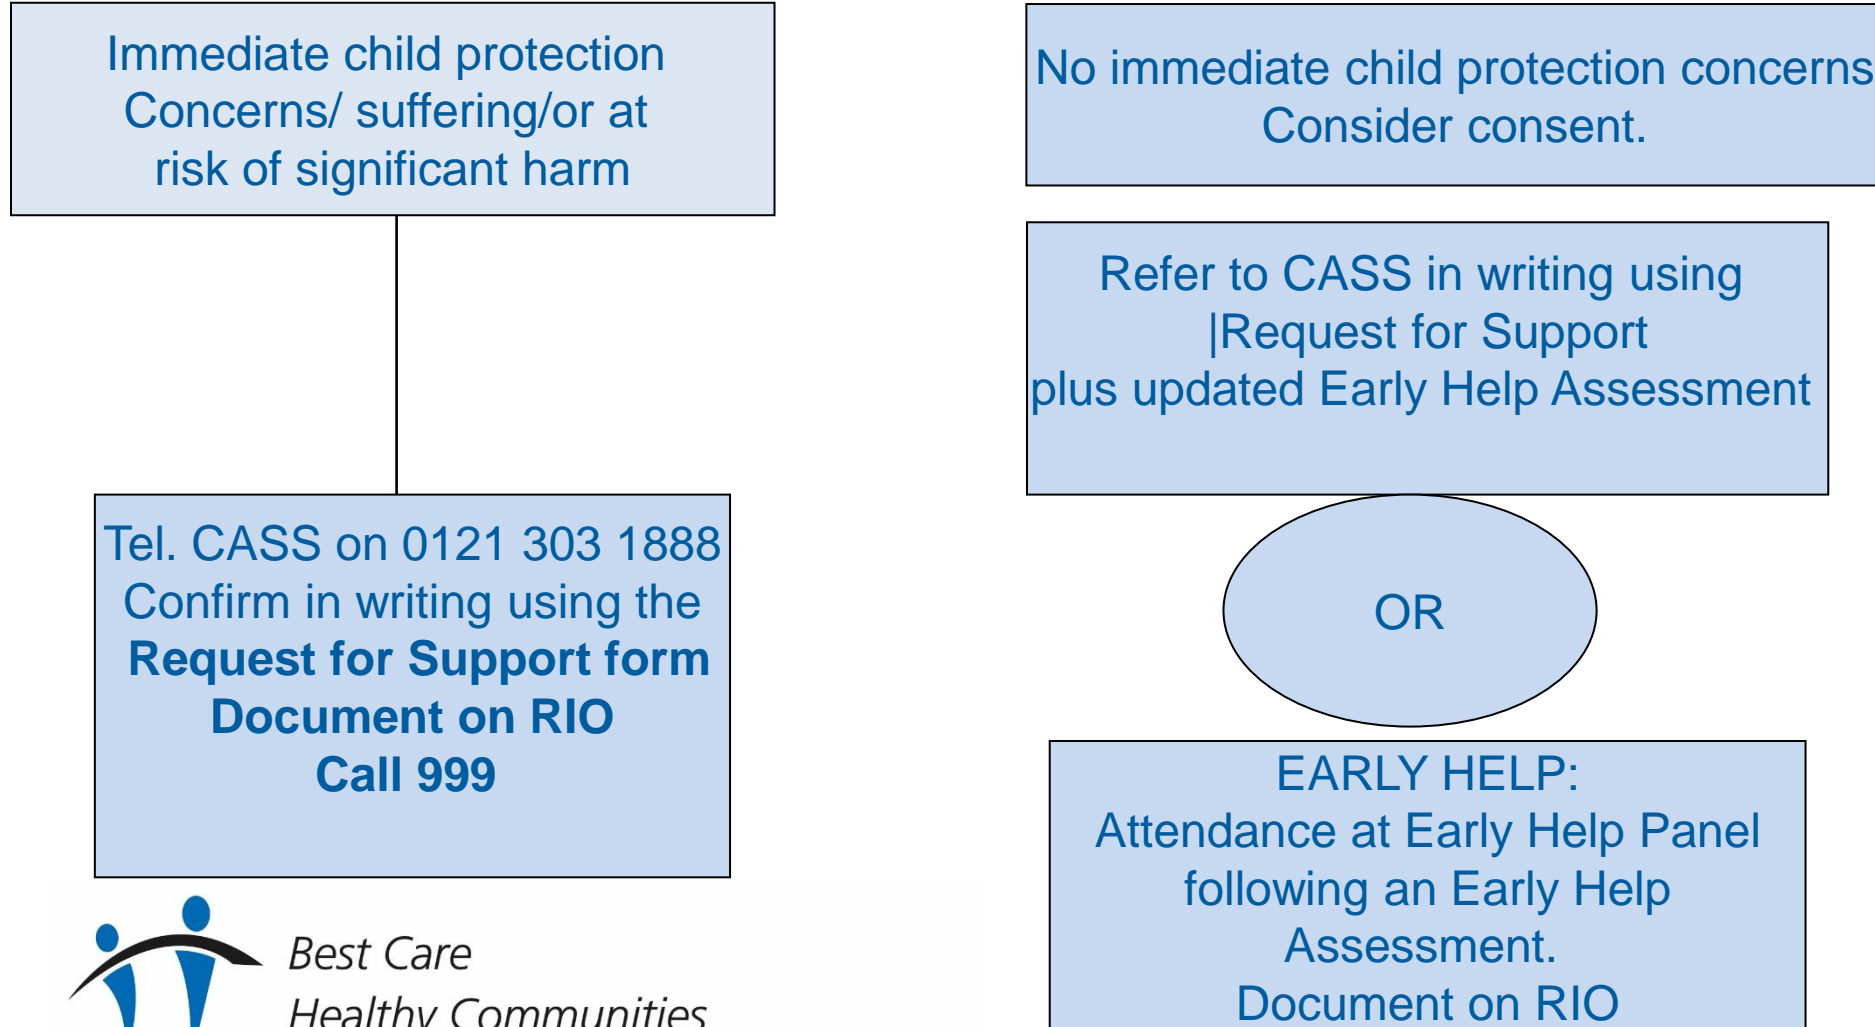 Immediate child protection
Concerns/ suffering/or at
risk of significant harm
Tel. CASS on 0121 303 1888
Confirm in writing using the
Request for Support form
Document on RIO
Call 999
No immediate child protection concerns
Consider consent.
Refer to CASS in writing using
|Request for Support
plus updated Early Help Assessment
OR
EARLY HELP:
Attendance at Early Help Panel
following an Early Help
Assessment.
Document on RIO
Best Care
Healthy Communities